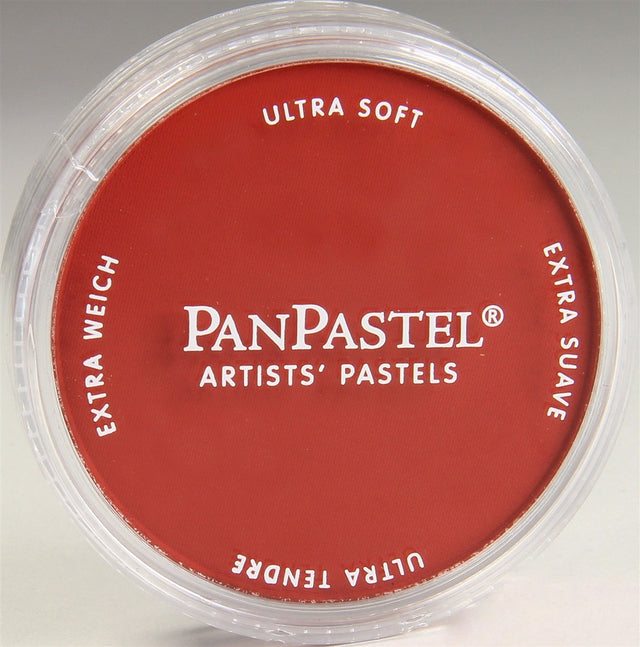 ULTRA SOFT
EXTRA WEICH
PANPASTEL®
ARTISTS' PASTELS
EXTRA SUAVE
ULTRA TENDRE